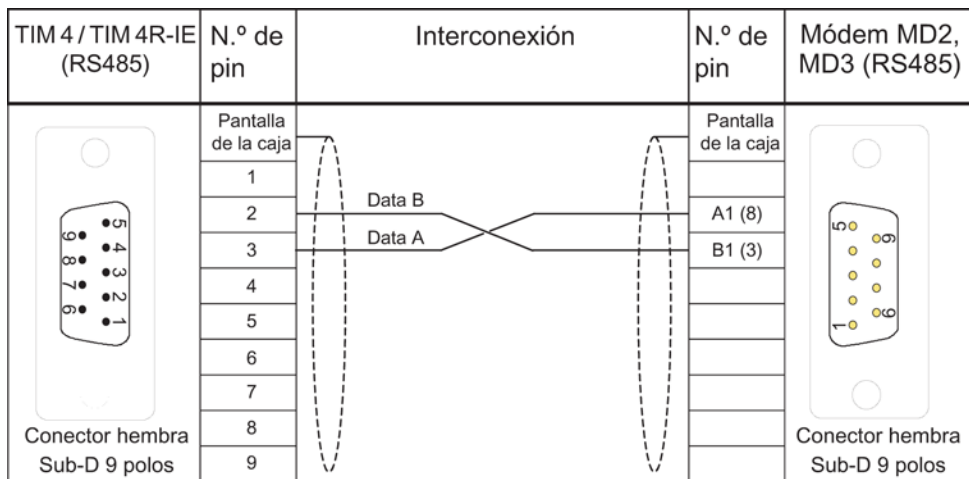 TIM 4 / TIM 4R-IE
(RS485)
N.º de
pin
Interconexión
N.º de
pin
Módem MD2,
MD3 (RS485)
Pantalla
de la caja
1
2
3
4
5
6
7
8
9
Data B
Data A
Pantalla
de la caja
A1 (8)
B1 (3)
5
9
4
8
3
7
2
6
1
Conector hembra
Sub-D 9 polos
5
9
1
6
Conector hembra
Sub-D 9 polos